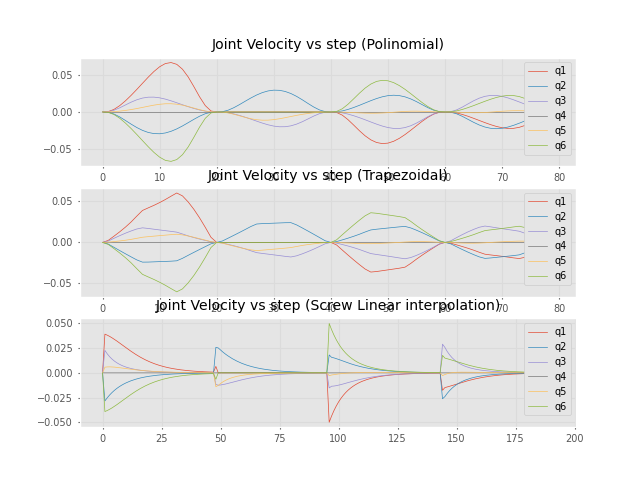 Joint Velocity vs step (Polinomial)
0.05
0.00
−0.05
q1
q2
q3
q4
q5
q6
0 10 20 30 40 50 60 70 80
Joint Velocity vs step (Trapezoidal)
0.05
0.00
−0.05
q1
q2
q3
q4
q5
q6
0 10 20 30 40 50 60 70 80
Joint Velocity vs step (Screw Linear interpolation)
0.050
0.025
0.000
−0.025
−0.050
q1
q2
q3
q4
q5
q6
0 25 50 75 100 125 150 175 200